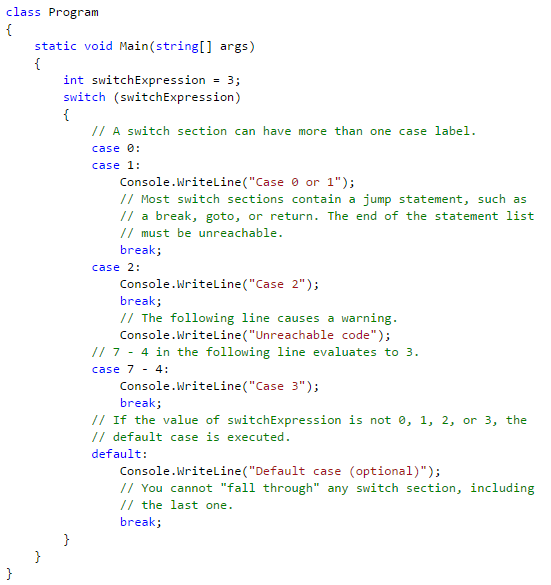 class Program
{
    static void Main(string[] args)
    {
        int switchExpression = 3;
        switch (switchExpression)
        {
            // A switch section can have more than one case label.
            case 0:
            case 1:
                Console.WriteLine("Case 0 or 1");
                // Most switch sections contain a jump statement, such as
                // a break, goto, or return. The end of the statement list
                // must be unreachable.
                break;
            case 2:
                Console.WriteLine("Case 2");
                break;
                // The following line causes a warning.
                Console.WriteLine("Unreachable code");
            // 7 - 4 in the following line evaluates to 3.
            case 7 - 4:
                Console.WriteLine("Case 3");
                break;
            // If the value of switchExpression is not 0, 1, 2, or 3, the
            // default case is executed.
            default:
                Console.WriteLine("Default case (optional)");
                // You cannot "fall through" any switch section, including
                // the last one.
                break;
        }
    }
}